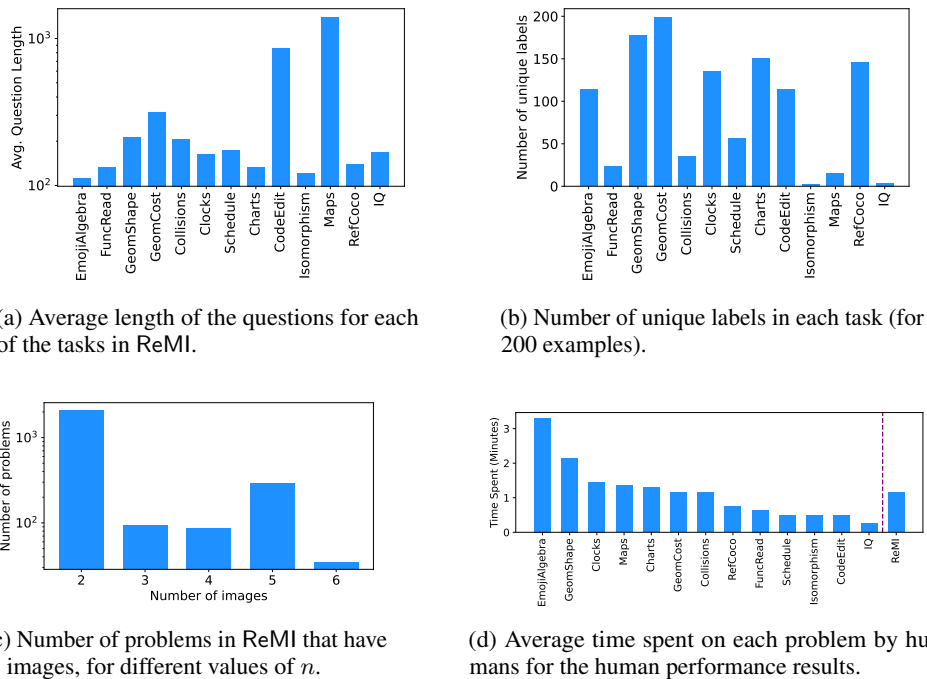 10³
10²
Avg. Question Length
EmojiAlgebra
FuncRead
GeomShape
GeomCost
Collisions
Clocks
Schedule
Charts
CodeEdit
Isomorphism
Maps
RefCoco
IQ
(a) Average length of the questions for each
of the tasks in ReMI.
200
150
100
50
0
Number of unique labels
EmojiAlgebra
FuncRead
GeomShape
GeomCost
Collisions
Clocks
Schedule
Charts
CodeEdit
Isomorphism
Maps
RefCoco
IQ
(b) Number of unique labels in each task (for
200 examples).
10³
10²
Number of problems
2 3 4 5 6
Number of images
c) Number of problems in ReMI that have
images, for different values of n.
3
2
1
0
Time Spent (Minutes)
EmojiAlgebra
GeomShape
Clocks
Maps
Charts
GeomCost
Collisions
RefCoco
FuncRead
Schedule
Isomorphism
CodeEdit
IQ
ReMI
(d) Average time spent on each problem by hu-
mans for the human performance results.